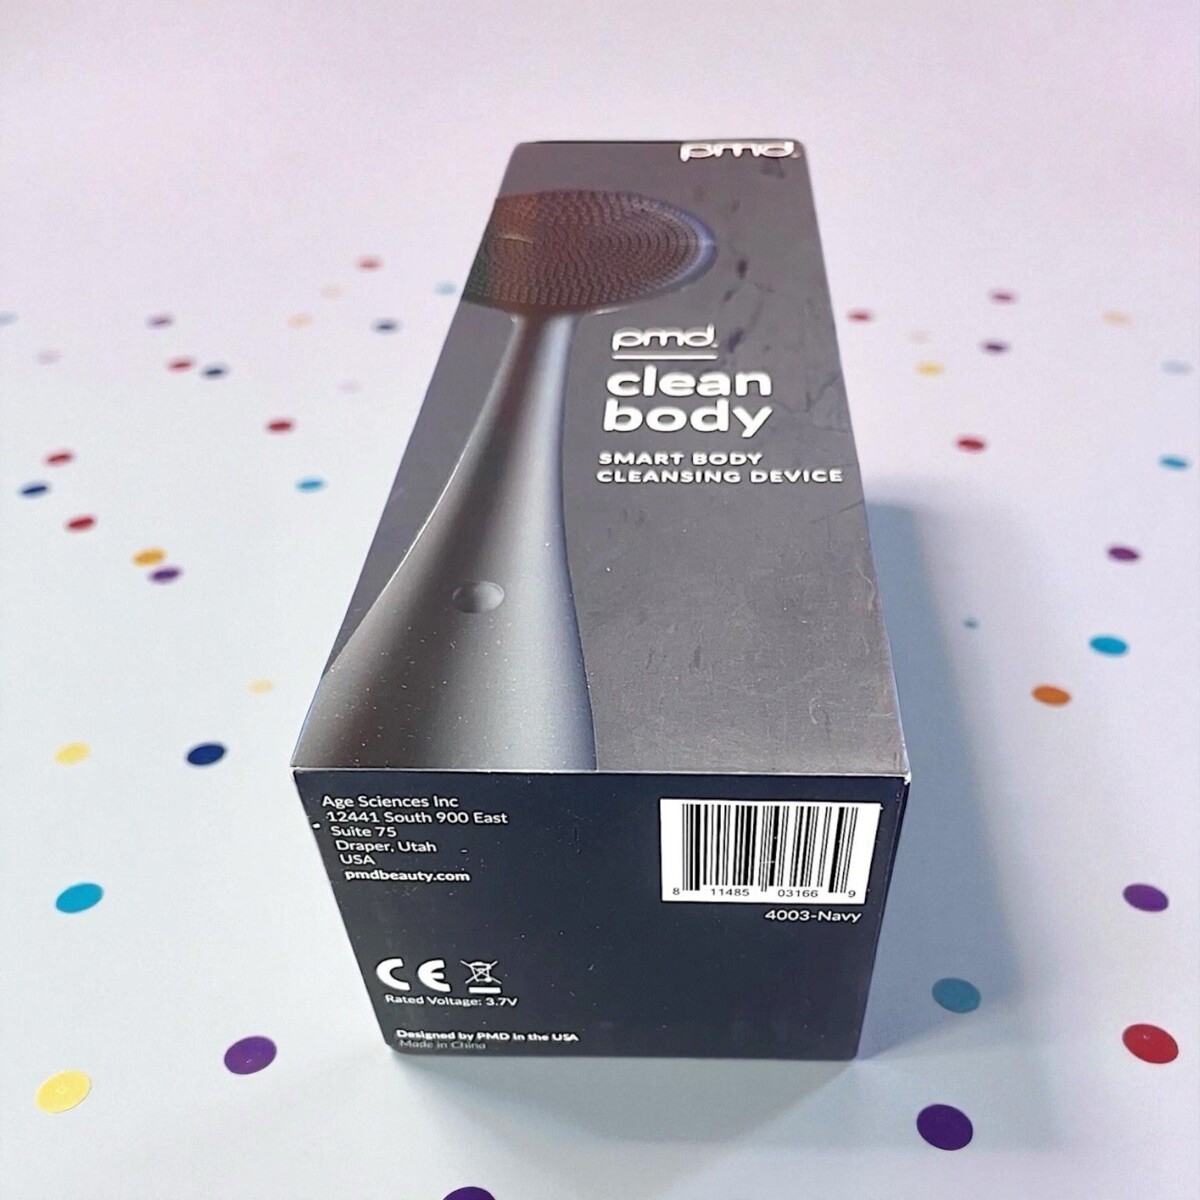 pmd
pmd
clean
body
SMART BODY
CLEANSING DEVICE
Age Sciences Inc
12441 South 900 East
Suite 75
Draper, Utah
USA
pmdbeauty.com
8 11485 03166 9
4003-Navy
CE
Rated Voltage: 3.7V
Designed by PMD in the USA
Made in China